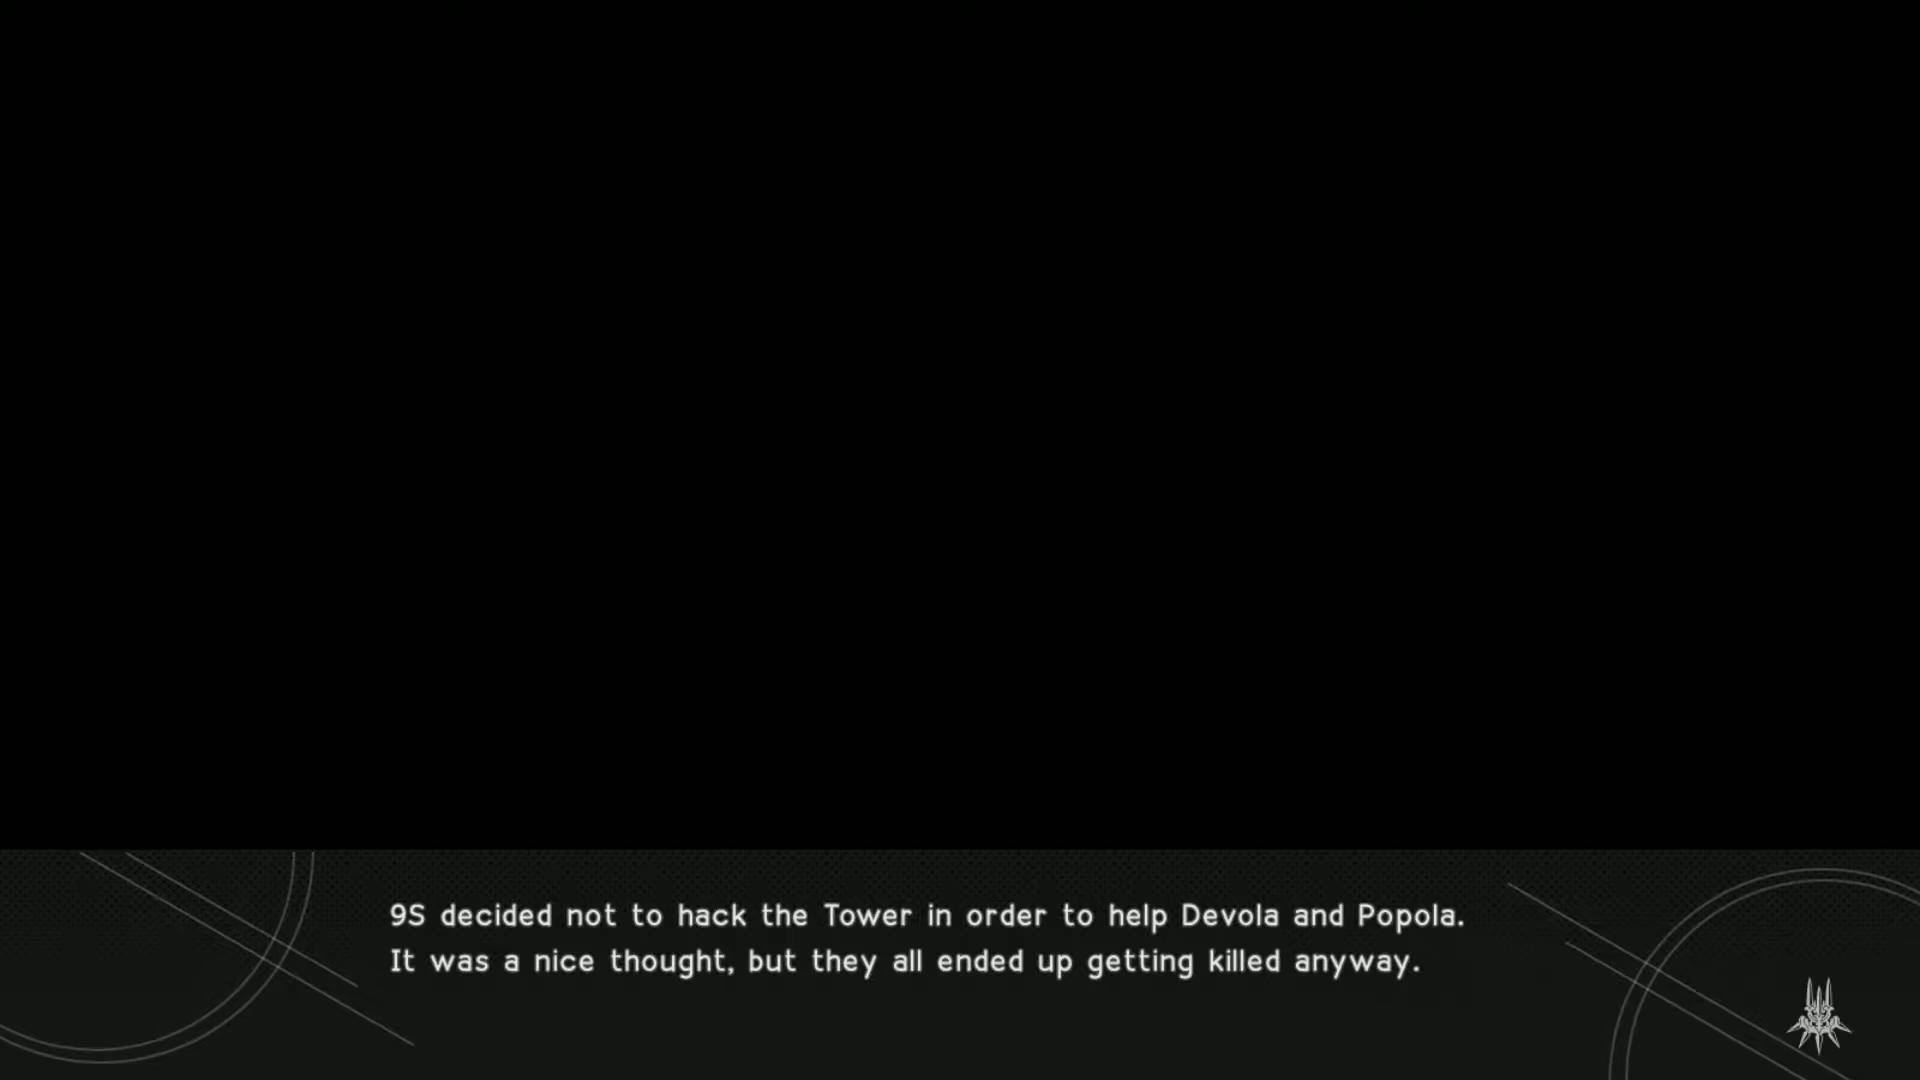 9S decided not to hack the Tower in order to help Devola and Popola.
It was a nice thought, but they all ended up getting killed anyway.